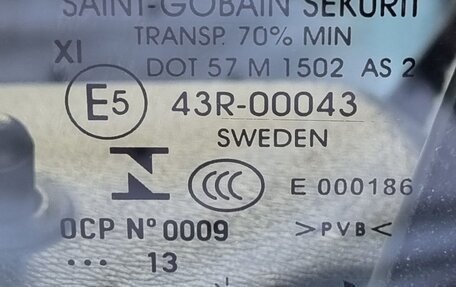 SAINT-GOBAIN SEKURIT
TRANSP. 70% MIN
XI
DOT 57 M 1502 AS 2
E5 43R-00043
SWEDEN
CCC E 000186
OCP Nº 0009 >PVB<
••• 13